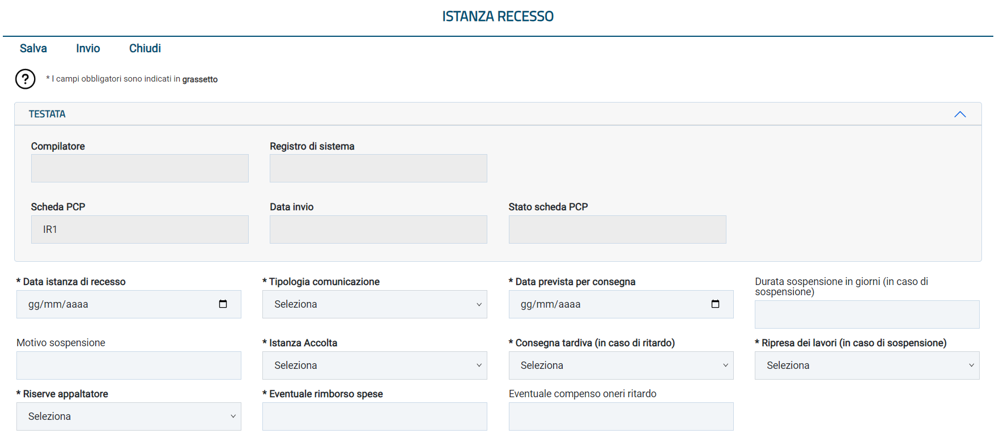 ISTANZA RECESSO
Salva Invio Chiudi
* I campi obbligatori sono indicati in grassetto
TESTATA
Compilatore Registro di sistema
Scheda PCP Data invio Stato scheda PCP
IR1
* Data istanza di recesso * Tipologia comunicazione * Data prevista per consegna Durata sospensione in giorni (in caso di
sospensione)
gg/mm/aaaa Seleziona gg/mm/aaaa
Motivo sospensione * Istanza Accolta * Consegna tardiva (in caso di ritardo) * Ripresa dei lavori (in caso di sospensione)
Seleziona Seleziona Seleziona
* Riserve appaltatore * Eventuale rimborso spese Eventuale compenso oneri ritardo
Seleziona